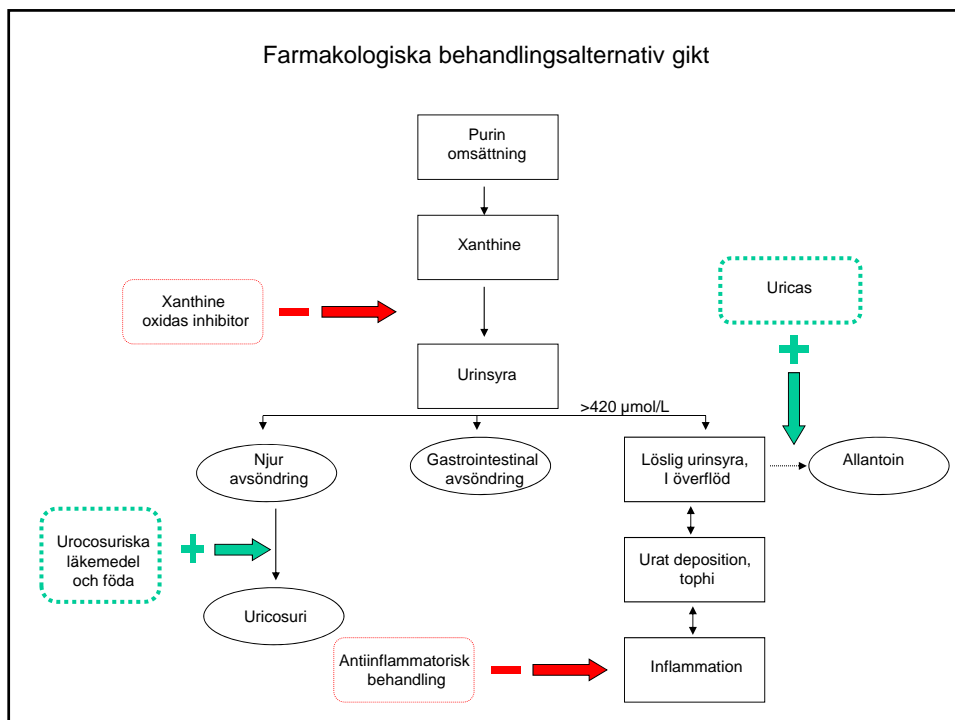 Farmakologiska behandlingsalternativ gikt
Purin
omsättning
Xanthine
Xanthine
oxidas inhibitor
Uricas
Urinsyra
>420 µmol/L
Njur
avsöndring
Gastrointestinal
avsöndring
Löslig urinsyra,
I överflöd
Allantoin
Urocosuriska
läkemedel
och föda
Urat deposition,
tophi
Uricosuri
Antiinflammatorisk
behandling
Inflammation